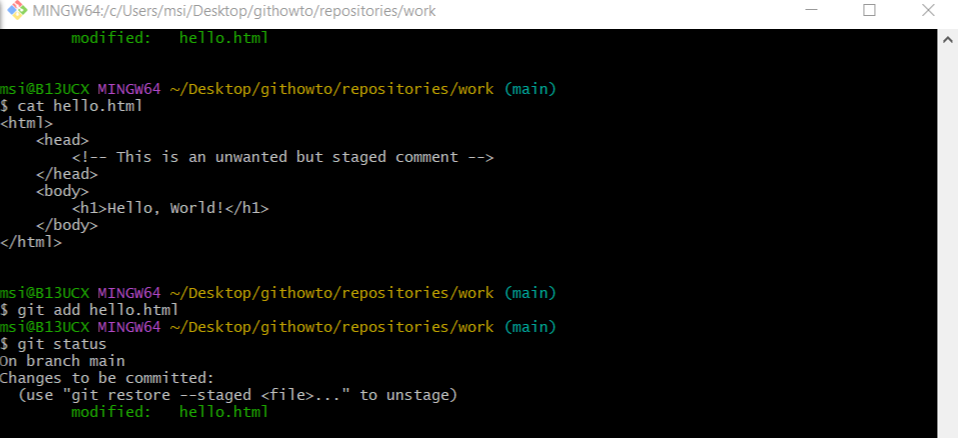 MINGW64:/c/Users/msi/Desktop/githowto/repositories/work
        modified:   hello.html
msi@B13UCX MINGW64 ~/Desktop/githowto/repositories/work (main)
$ cat hello.html
<html>
    <head>
        <!-- This is an unwanted but staged comment -->
    </head>
    <body>
        <h1>Hello, World!</h1>
    </body>
</html>
msi@B13UCX MINGW64 ~/Desktop/githowto/repositories/work (main)
$ git add hello.html
msi@B13UCX MINGW64 ~/Desktop/githowto/repositories/work (main)
$ git status
On branch main
Changes to be committed:
  (use "git restore --staged <file>..." to unstage)
        modified:   hello.html